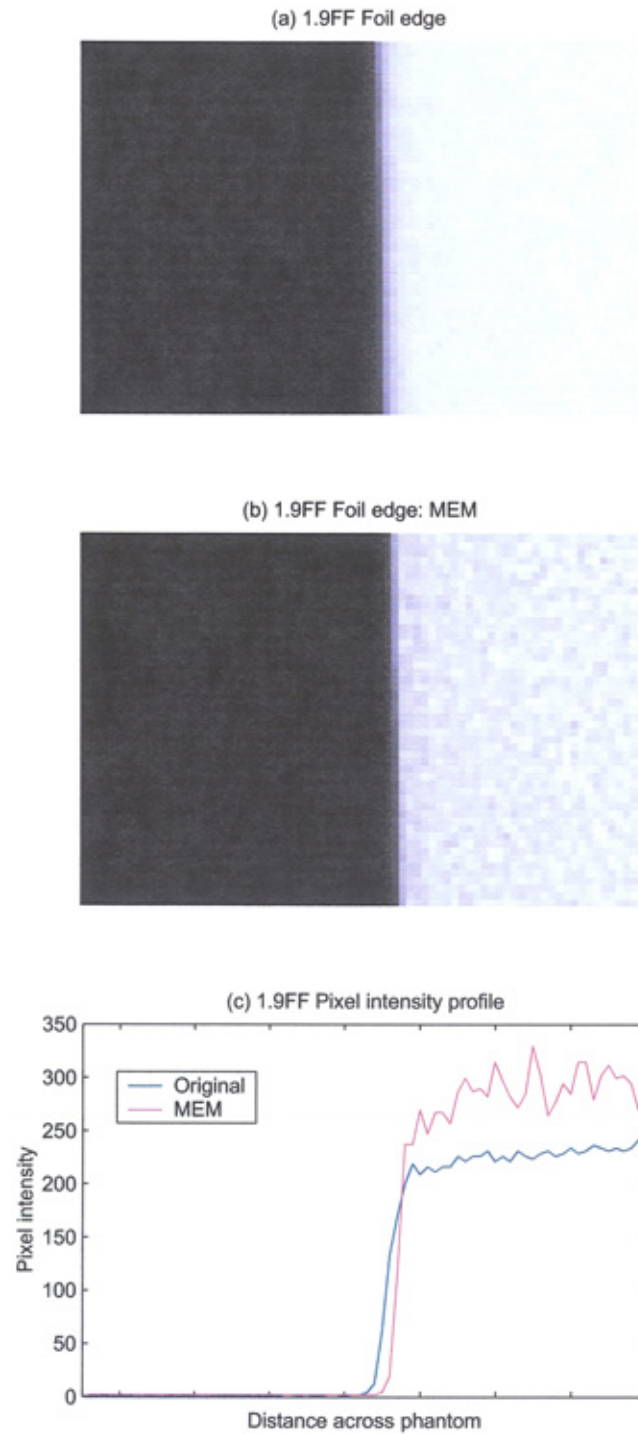 (a) 1.9FF Foil edge
(b) 1.9FF Foil edge: MEM
(c) 1.9FF Pixel intensity profile
350
300
250
200
150
100
50
0
Pixel intensity
Original
MEM
Distance across phantom